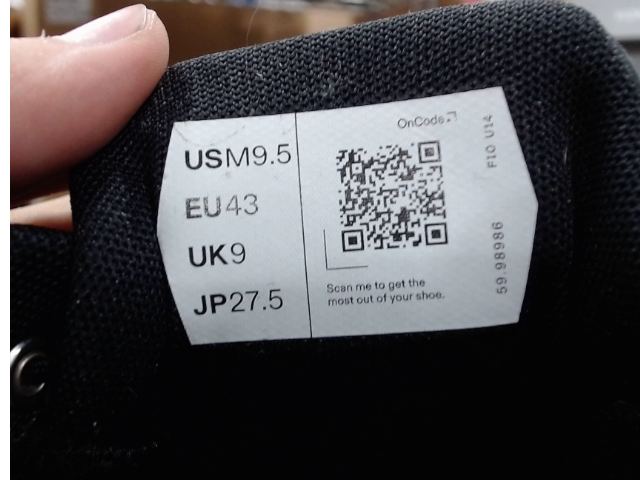 USM9.5
EU43
UK9
JP27.5
OnCode
Scan me to get the
most out of your shoe.
FIO U14
59.98986